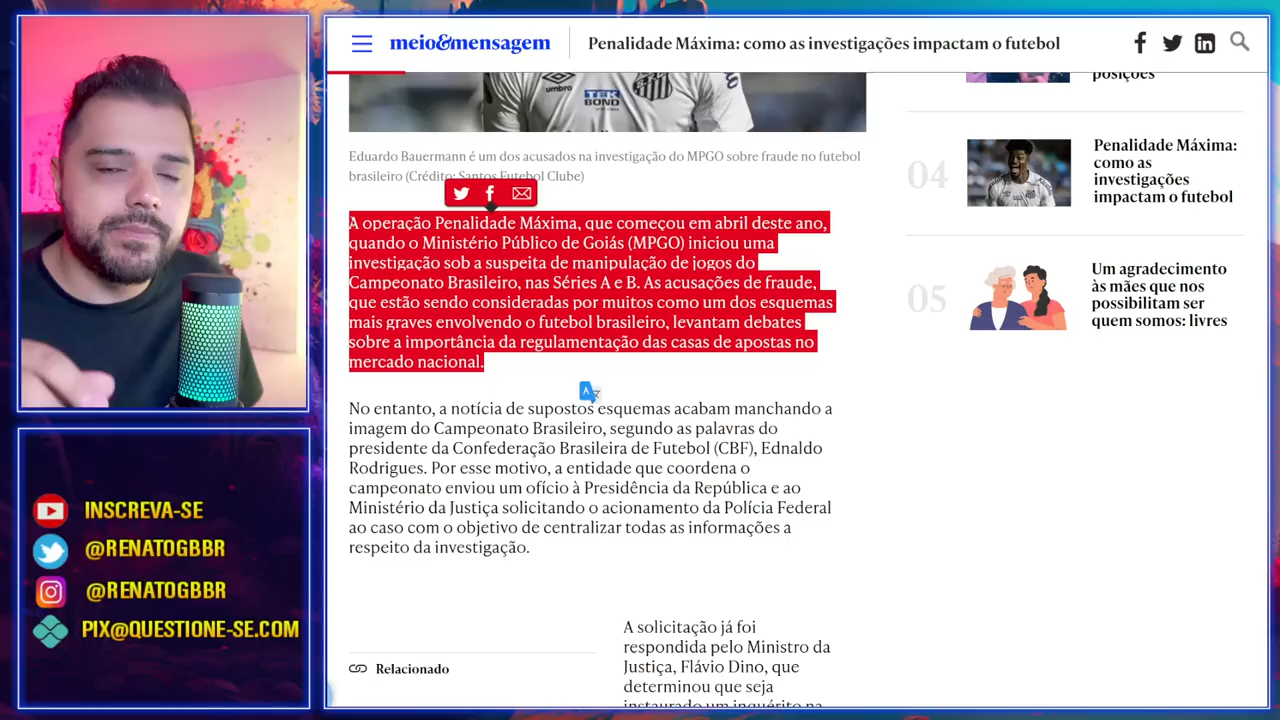 meio&mensagem
Penalidade Máxima: como as investigações impactam o futebol
umbro
TEK
BOND
posições
Eduardo Bauermann é um dos acusados na investigação do MPGO sobre fraude no futebol
brasileiro (Crédito: Santos Futebol Clube)
A operação Penalidade Máxima, que começou em abril deste ano,
quando o Ministério Público de Goiás (MPGO) iniciou uma
investigação sob a suspeita de manipulação de jogos do
Campeonato Brasileiro, nas Séries A e B. As acusações de fraude,
que estão sendo consideradas por muitos como um dos esquemas
mais graves envolvendo o futebol brasileiro, levantam debates
sobre a importância da regulamentação das casas de apostas no
mercado nacional.
No entanto, a notícia de supostos esquemas acabam manchando a
imagem do Campeonato Brasileiro, segundo as palavras do
presidente da Confederação Brasileira de Futebol (CBF), Ednaldo
Rodrigues. Por esse motivo, a entidade que coordena o
campeonato enviou um ofício à Presidência da República e ao
Ministério da Justiça solicitando o acionamento da Polícia Federal
ao caso com o objetivo de centralizar todas as informações a
respeito da investigação.
Relacionado
A solicitação já foi
respondida pelo Ministro da
Justiça, Flávio Dino, que
determinou que seja
instaurado um inquérito na
04
Penalidade Máxima:
como as
investigações
impactam o futebol
05
Um agradecimento
às mães que nos
possibilitam ser
quem somos: livres
INSCREVA-SE
@RENATOGBBR
@RENATOGBBR
PIX@QUESTIONE-SE.COM